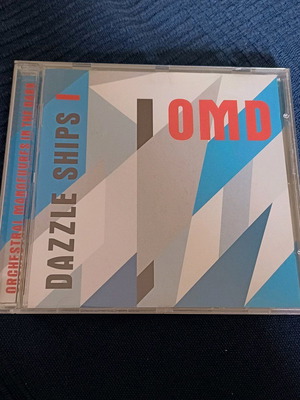 ORCHESTRAL MANOEUVRES IN THE DARK
DAZZLE SHIPS
OMD